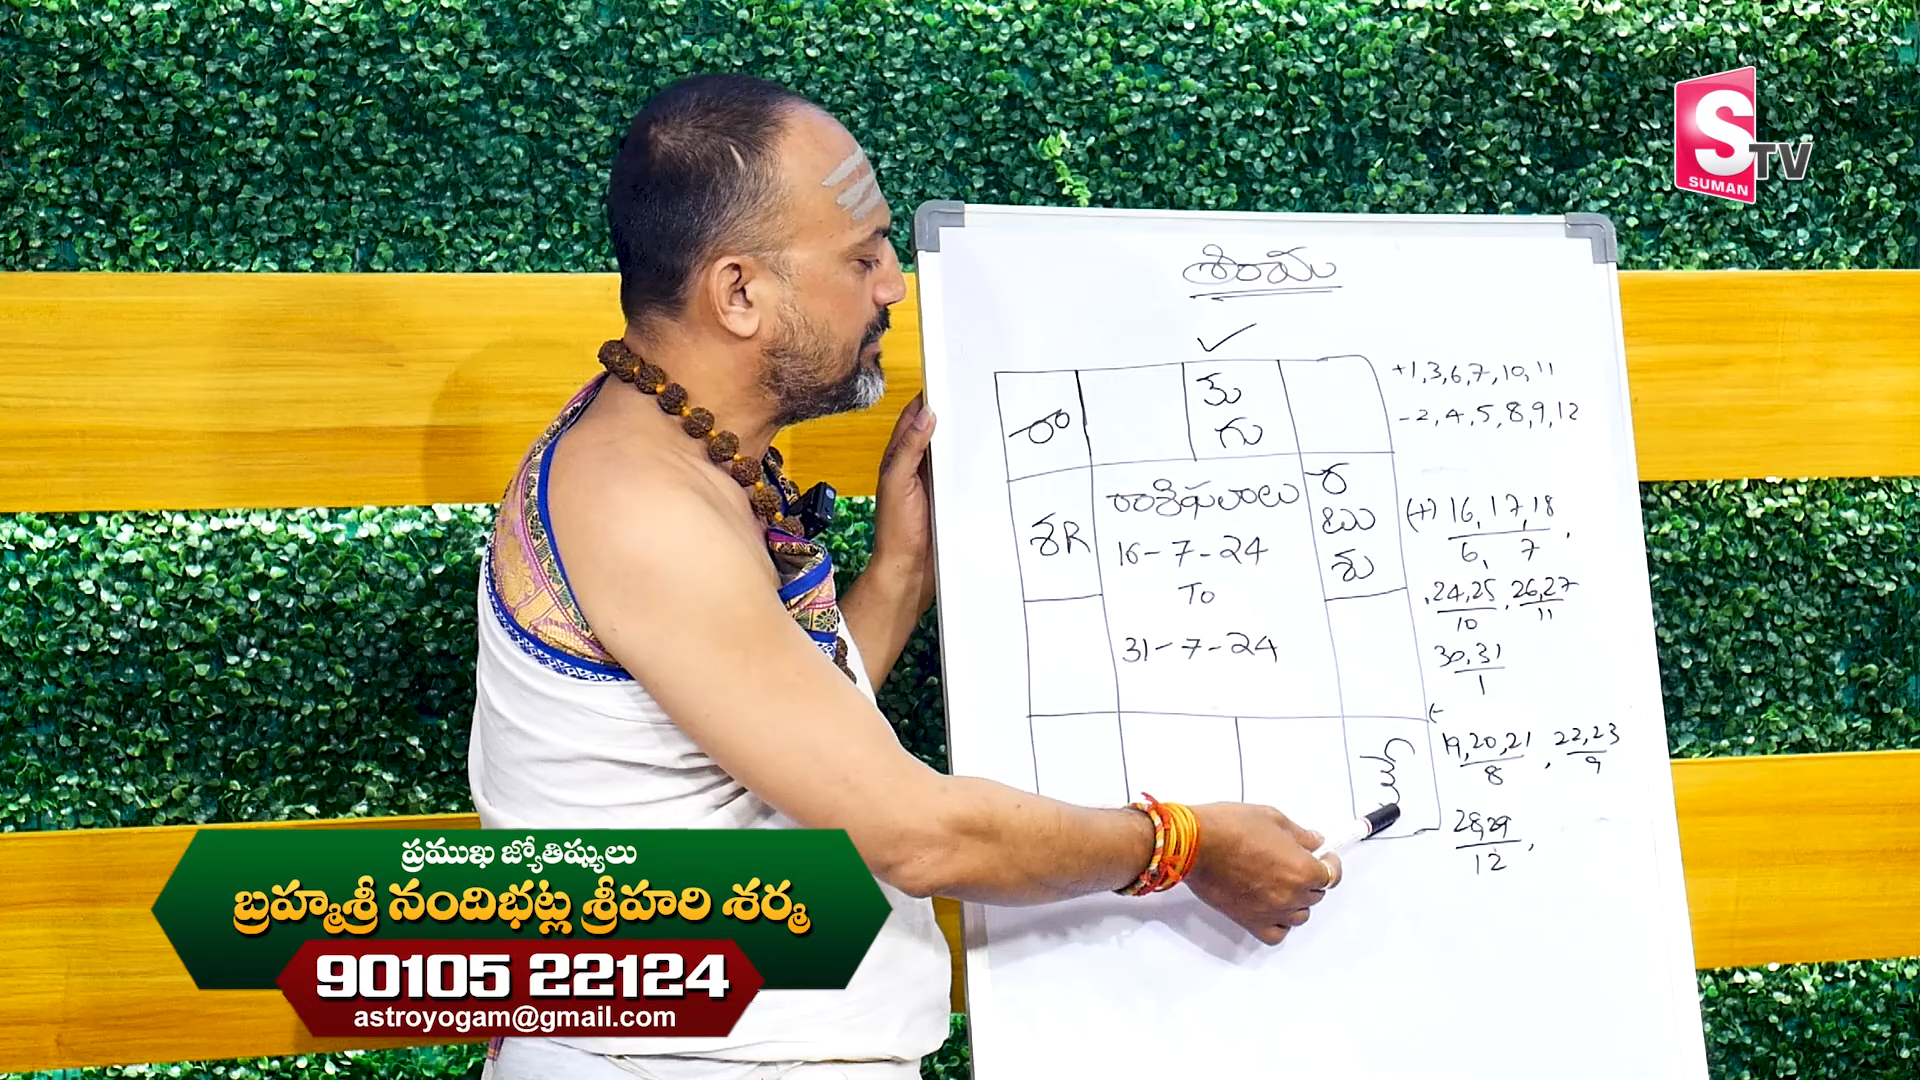 S TV
SUMAN
శ్రీరామ
కు
గు
రా
+1,3,6,7,10,11
-2,4,5,8,9,12
రాశిఫలాలు
16-7-24
To
31-7-24
ర
బు
శు
శR
కే
(+) 16,17,18
6, 7
24,25, 26,27
10 11
30,31
1
(-
19,20,21, 22,23
8 9
28,29
12
ప్రముఖ జ్యోతిష్యులు
బ్రహ్మశ్రీ నందిభట్ల శ్రీహరి శర్మ
90105 22124
astroyogam@gmail.com